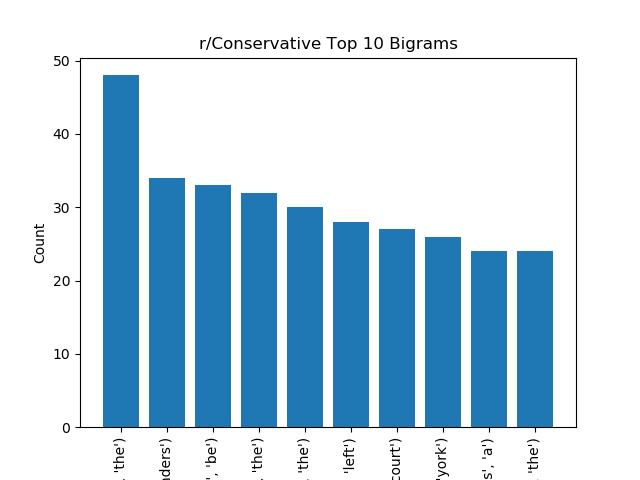 r/Conservative Top 10 Bigrams
50
40
30
20
10
0
Count
, 'the')
nders')
', 'be')
, 'the')
, 'the')
'left')
court')
'york')
s', 'a')
, 'the')